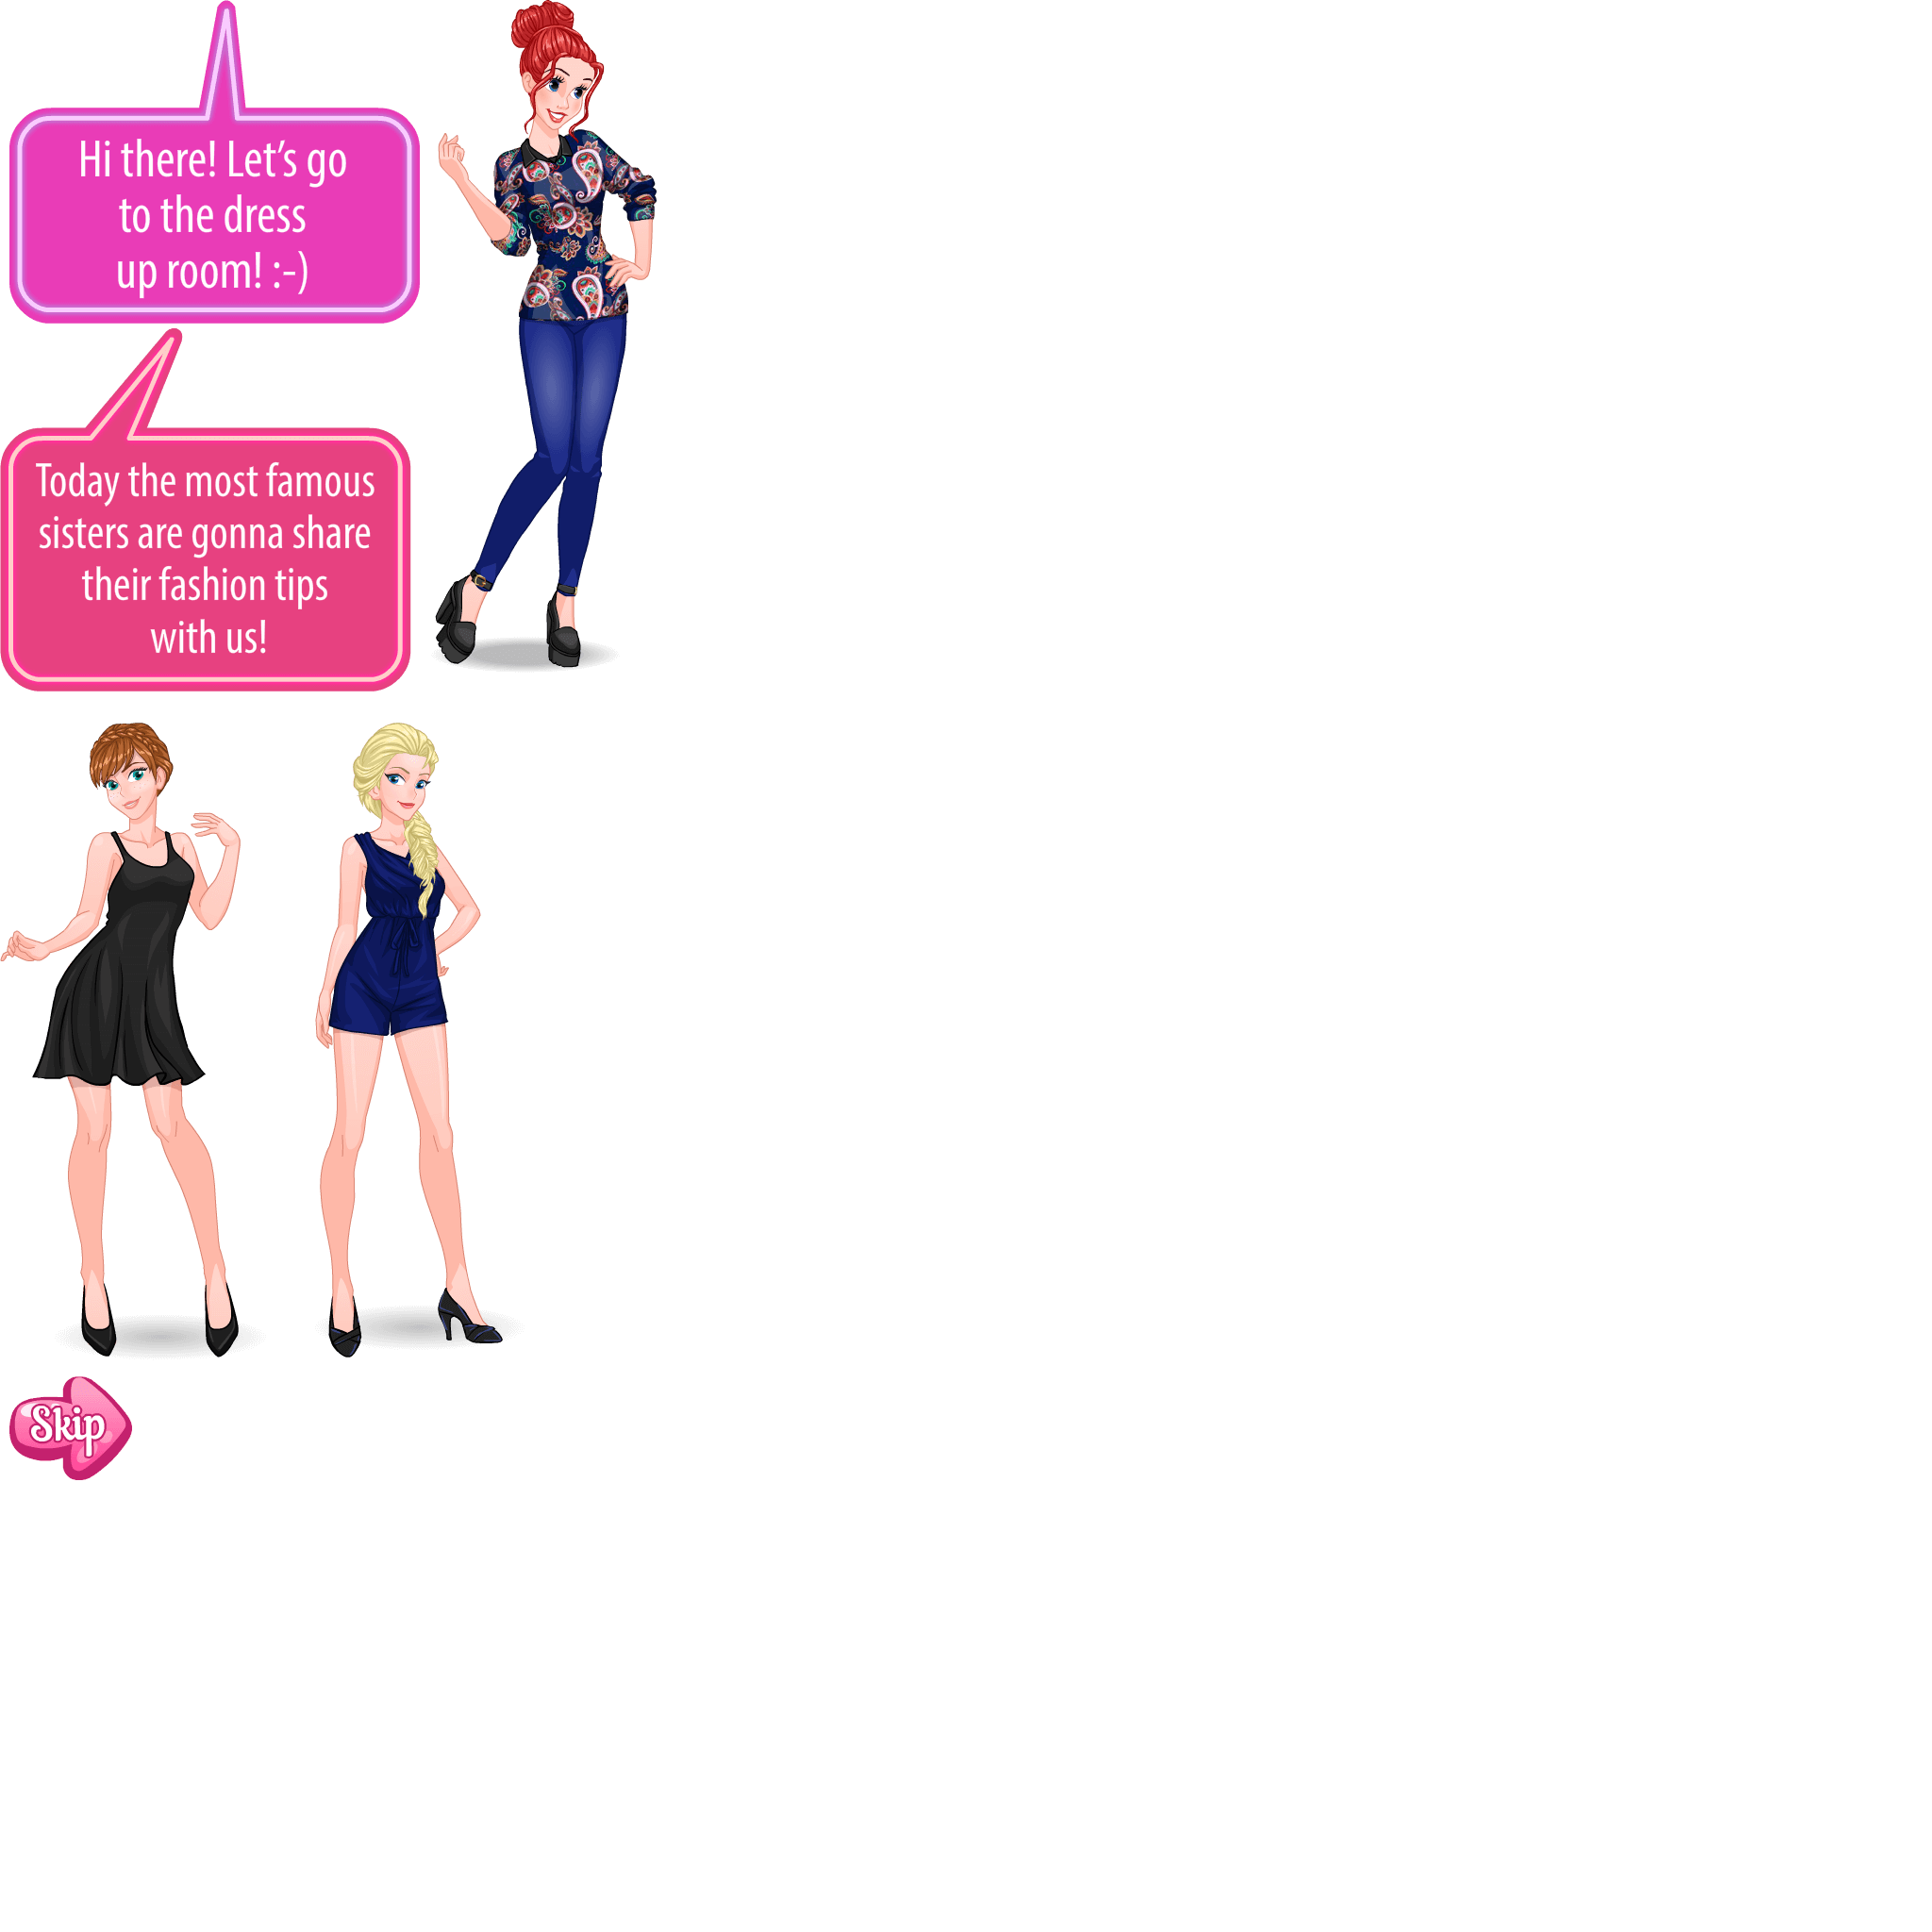 Hi there! Let’s go
to the dress
up room! :-)
Today the most famous
sisters are gonna share
their fashion tips
with us!
Skip